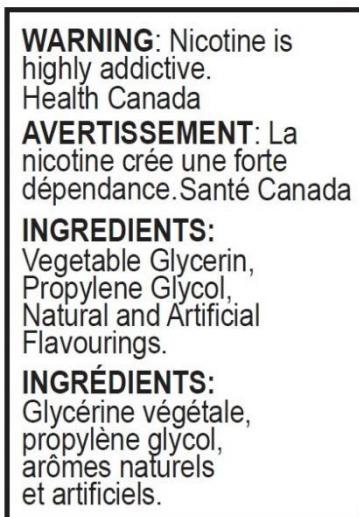 WARNING: Nicotine is
highly addictive.
Health Canada
AVERTISSEMENT: La
nicotine crée une forte
dépendance.Santé Canada
INGREDIENTS:
Vegetable Glycerin,
Propylene Glycol,
Natural and Artificial
Flavourings.
INGRÉDIENTS:
Glycérine végétale,
propylène glycol,
arômes naturels
et artificiels.